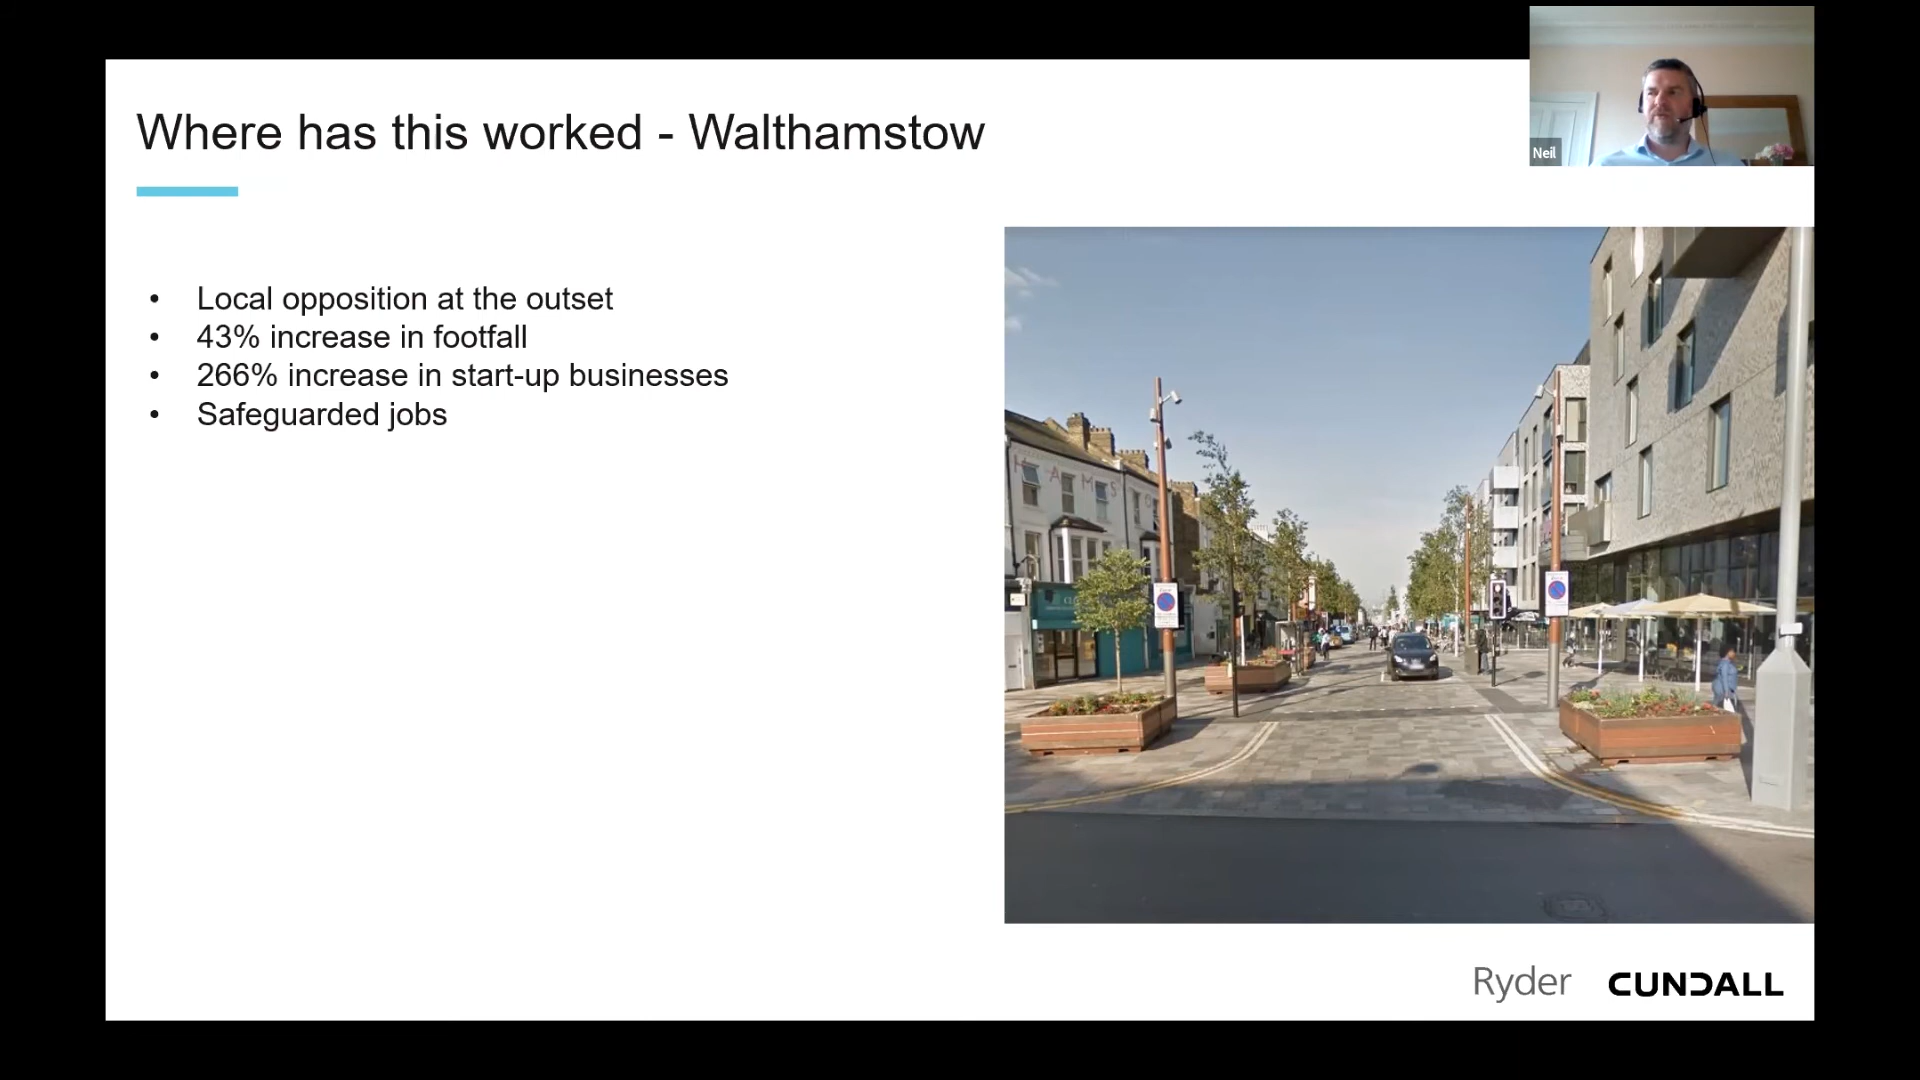 Where has this worked - Walthamstow
Neil
• Local opposition at the outset
• 43% increase in footfall
• 266% increase in start-up businesses
• Safeguarded jobs
Ryder
CUNDALL